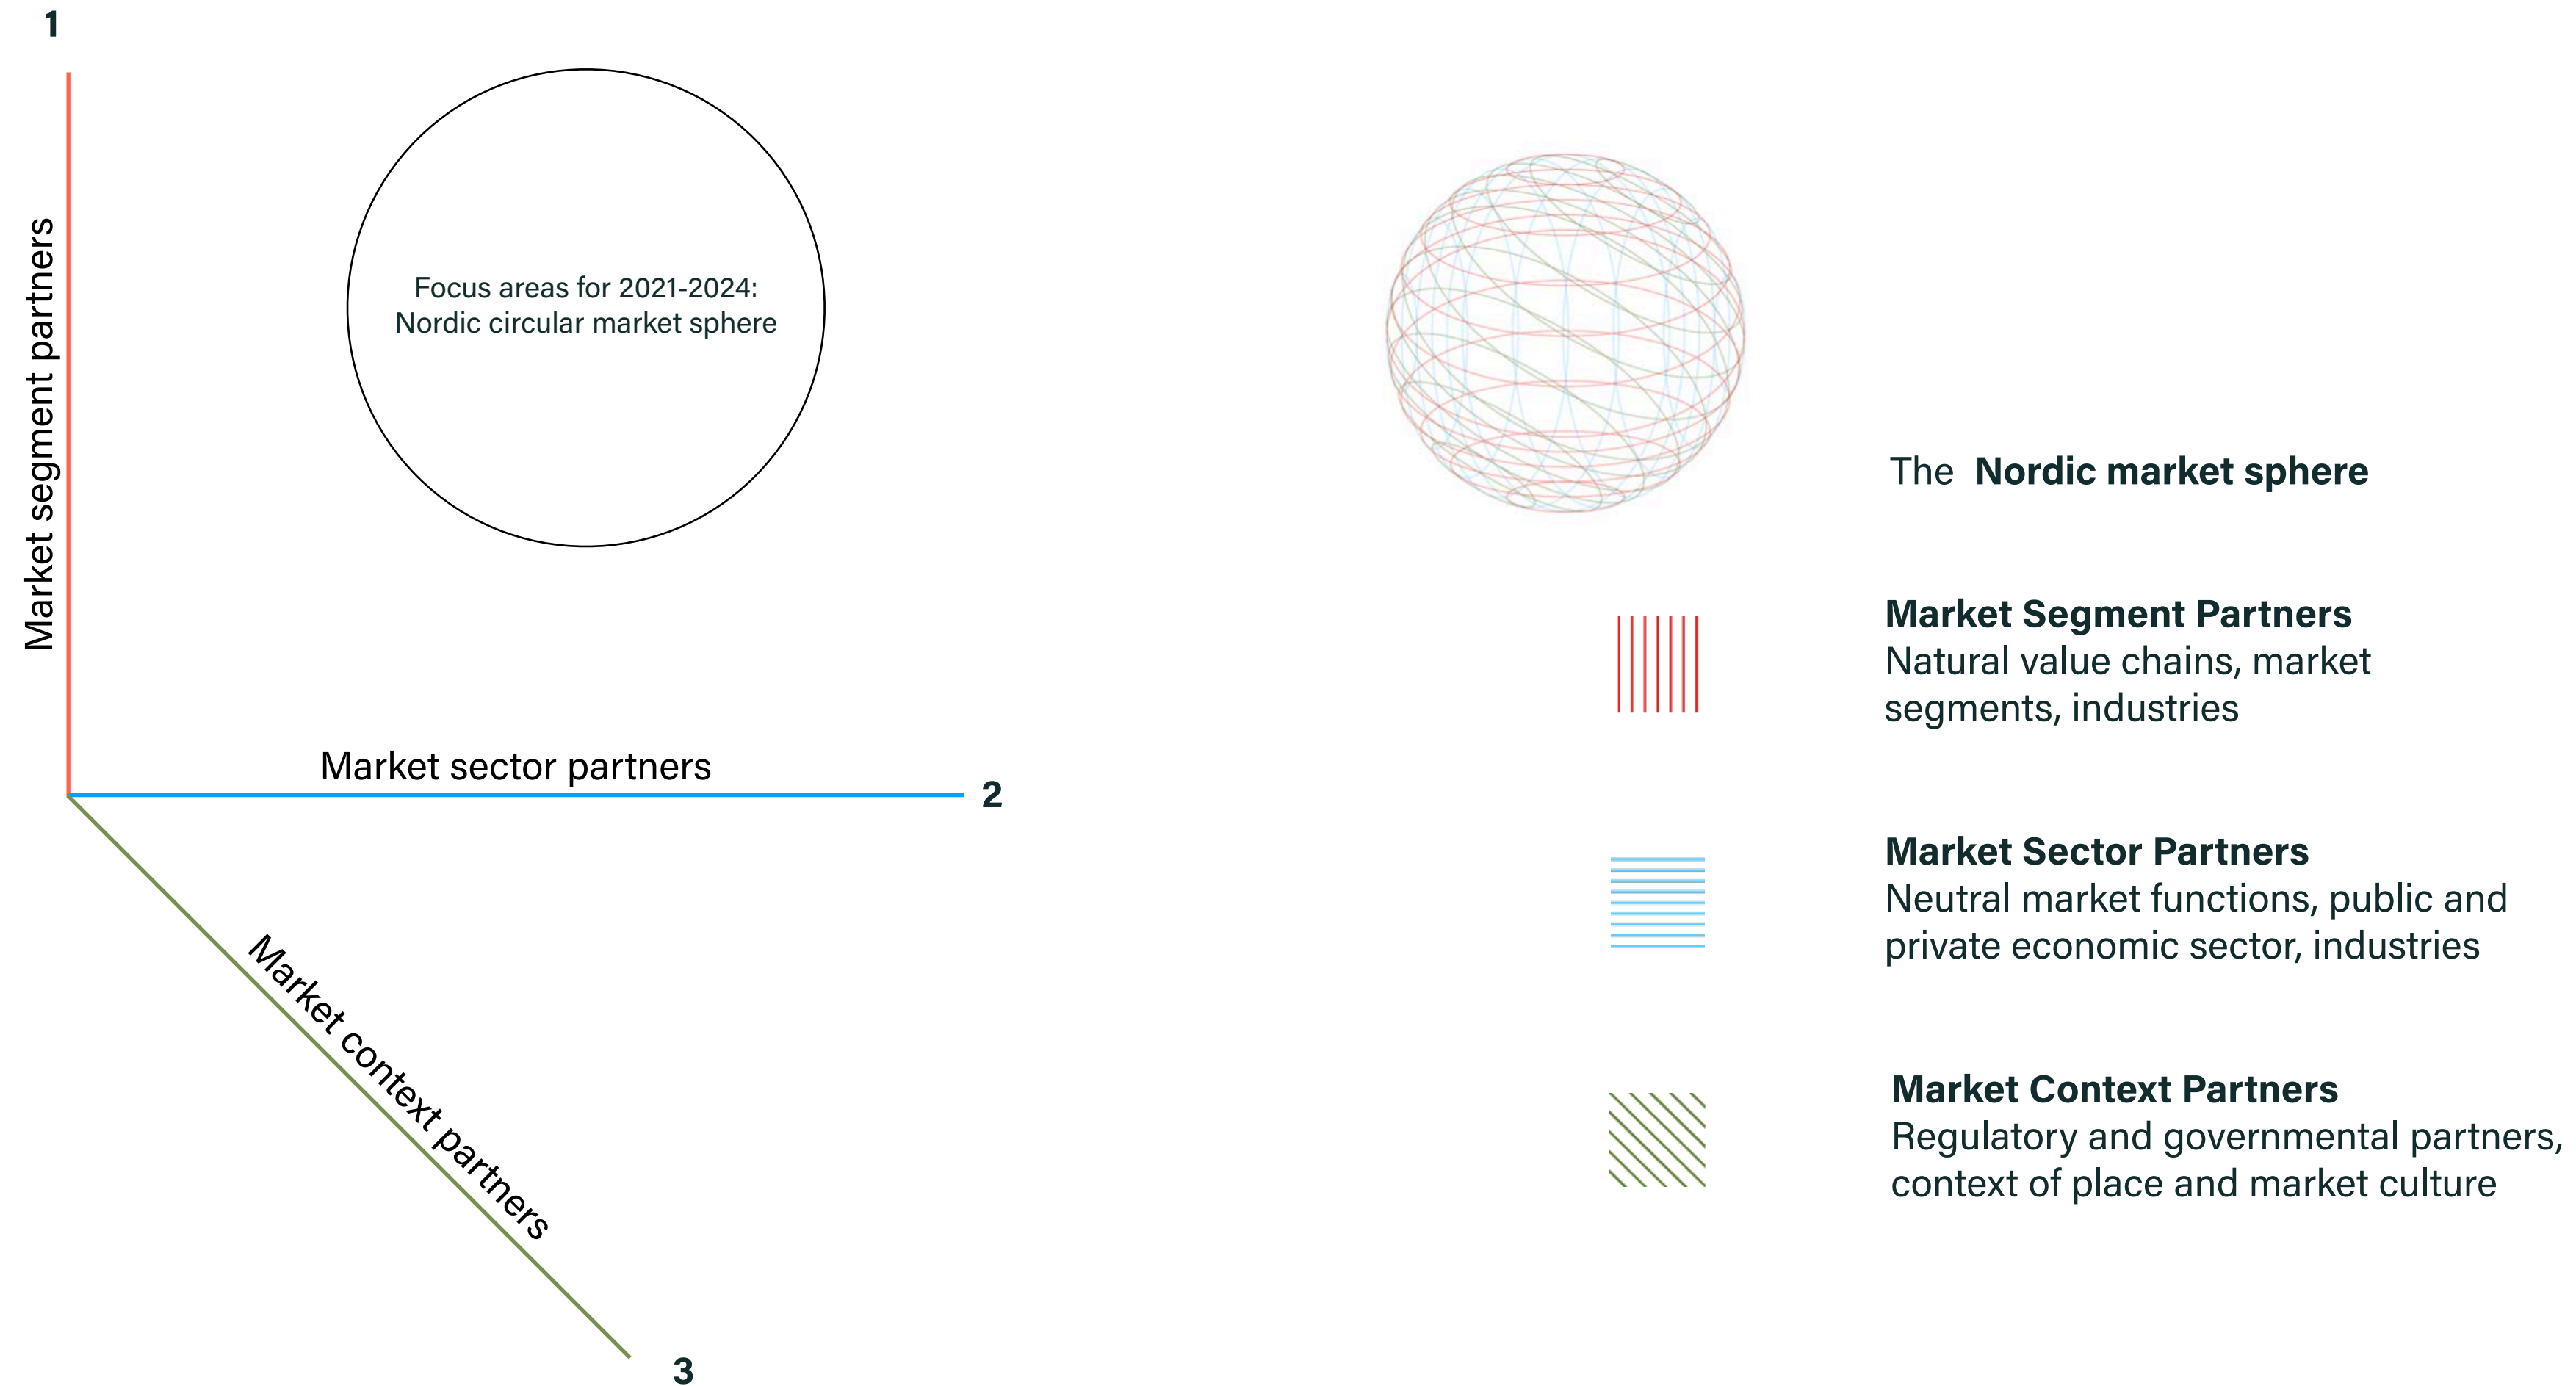 1
Market segment partners
Focus areas for 2021-2024:
Nordic circular market sphere
Market sector partners
2
Market context partners
3
The Nordic market sphere
Market Segment Partners
Natural value chains, market
segments, industries
Market Sector Partners
Neutral market functions, public and
private economic sector, industries
Market Context Partners
Regulatory and governmental partners,
context of place and market culture